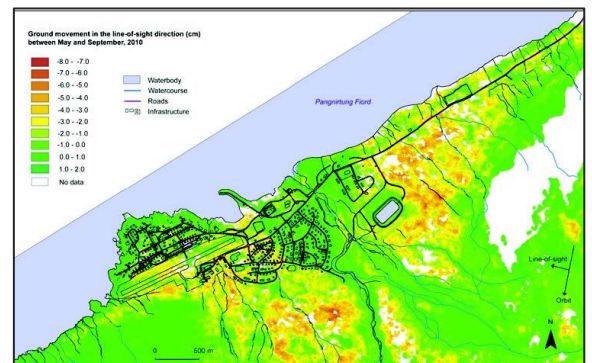 Ground movement in the line-of-sight direction (cm)
between May and September, 2010
-8.0 - -7.0
-7.0 - -6.0
-6.0 - -5.0
-5.0 - -4.0
-4.0 - -3.0
-3.0 - -2.0
-2.0 - -1.0
-1.0 - 0.0
0.0 - 1.0
1.0 - 2.0
No data
Waterbody
Watercourse
Roads
Infrastructure
Pangnirtung Fiord
Line-of-sight
Orbit
N
0 600 m